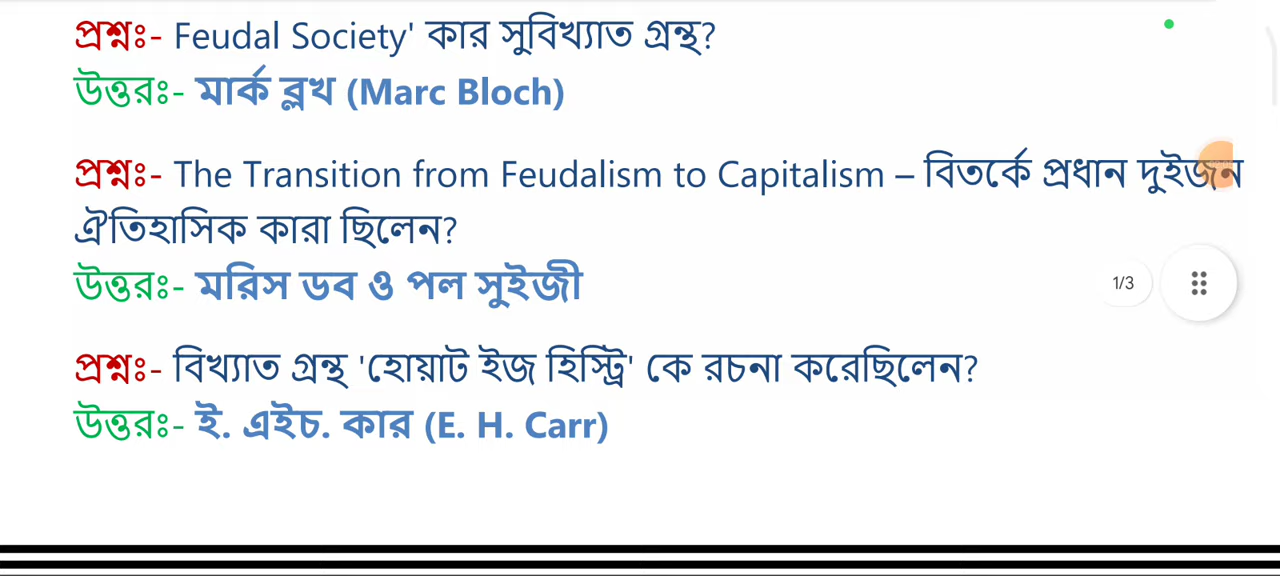 প্রশ্নঃ- Feudal Society' কার সুবিখ্যাত গ্রন্থ?
উত্তরঃ- মার্ক ব্লখ (Marc Bloch)
প্রশ্নঃ- The Transition from Feudalism to Capitalism – বিতর্কে প্রধান দুইজন
ঐতিহাসিক কারা ছিলেন?
উত্তরঃ- মরিস ডব ও পল সুইজী
1/3
প্রশ্নঃ- বিখ্যাত গ্রন্থ 'হোয়াট ইজ হিস্ট্রি' কে রচনা করেছিলেন?
উত্তরঃ- ই. এইচ. কার (E. H. Carr)